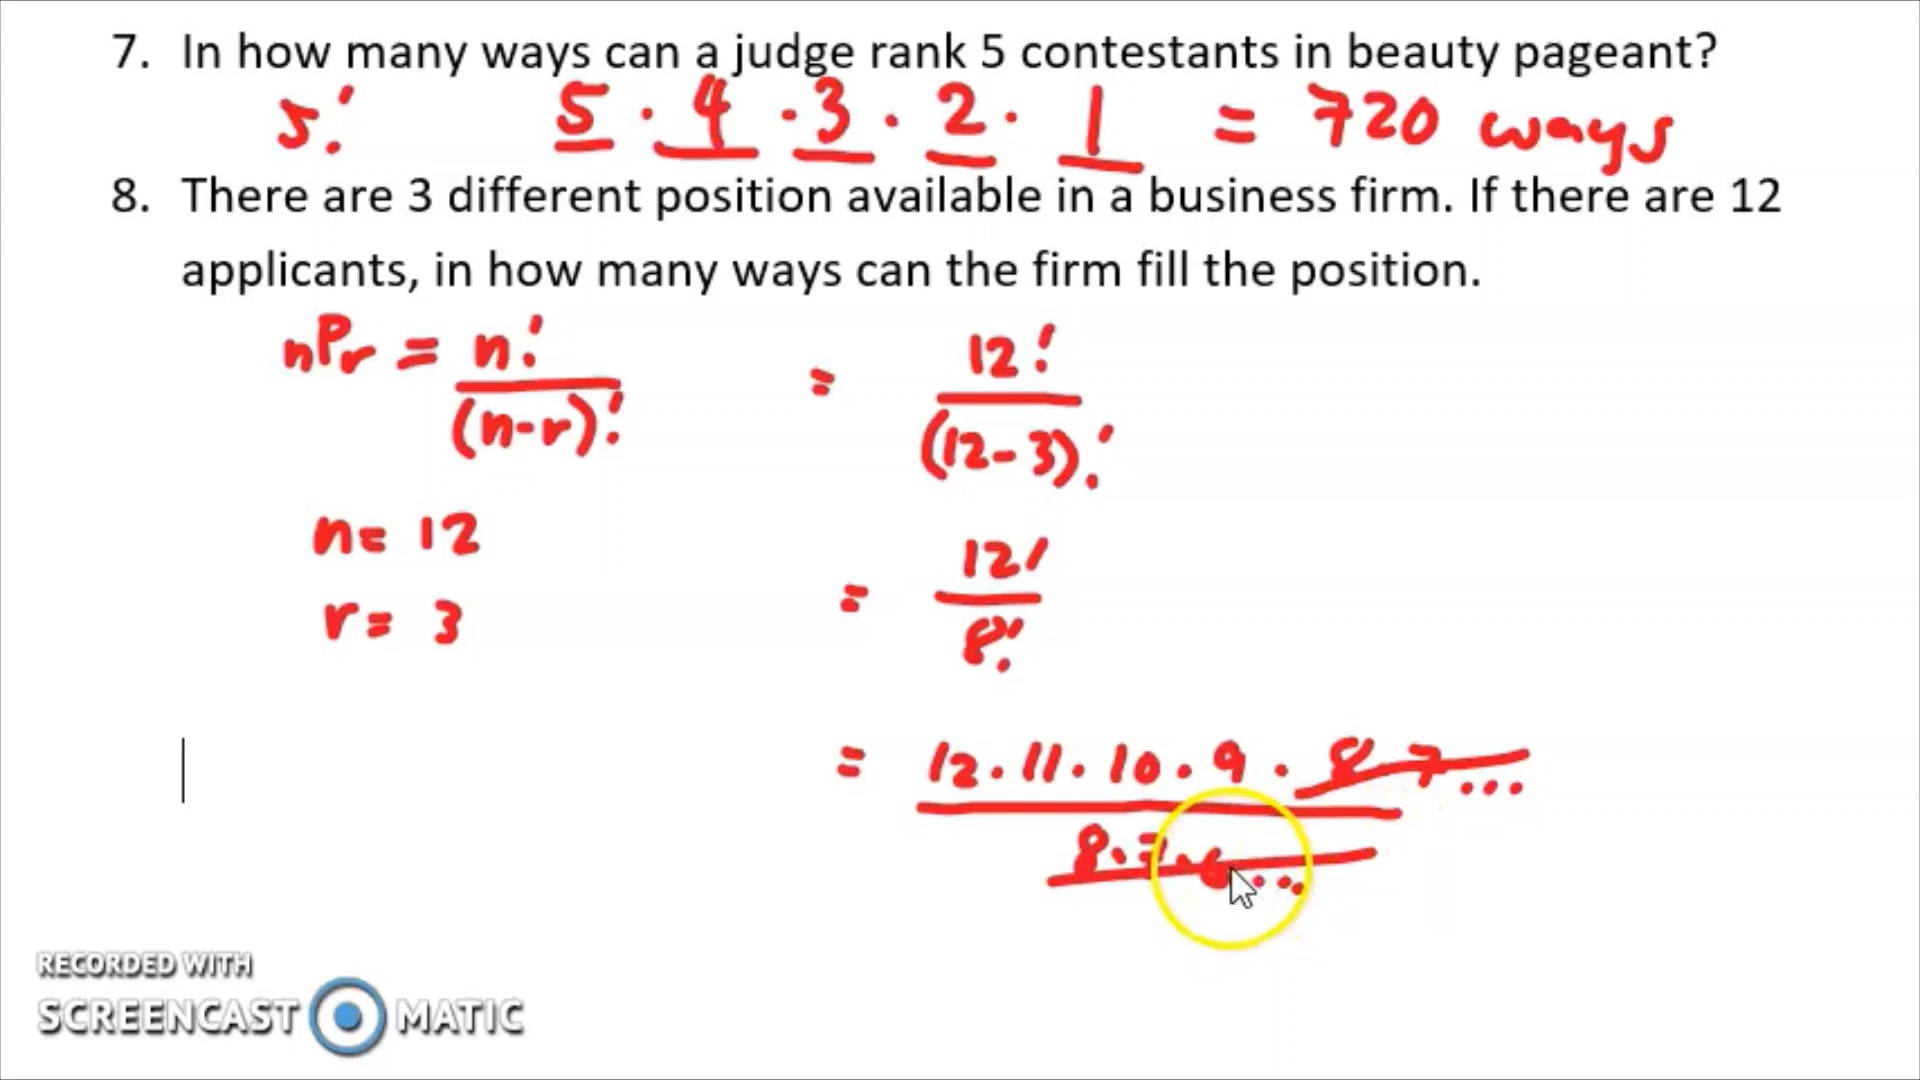 7. In how many ways can a judge rank 5 contestants in beauty pageant?
5! 5 · 4 · 3 · 2 · 1 = 720 ways
8. There are 3 different position available in a business firm. If there are 12
applicants, in how many ways can the firm fill the position.
nPr = n! / (n-r)! = 12! / (12-3)!
n= 12
r= 3
= 12! / 8!
= 12.11.10.9.8.7... / 8.7.6...
RECORDED WITH
SCREENCAST MATIC